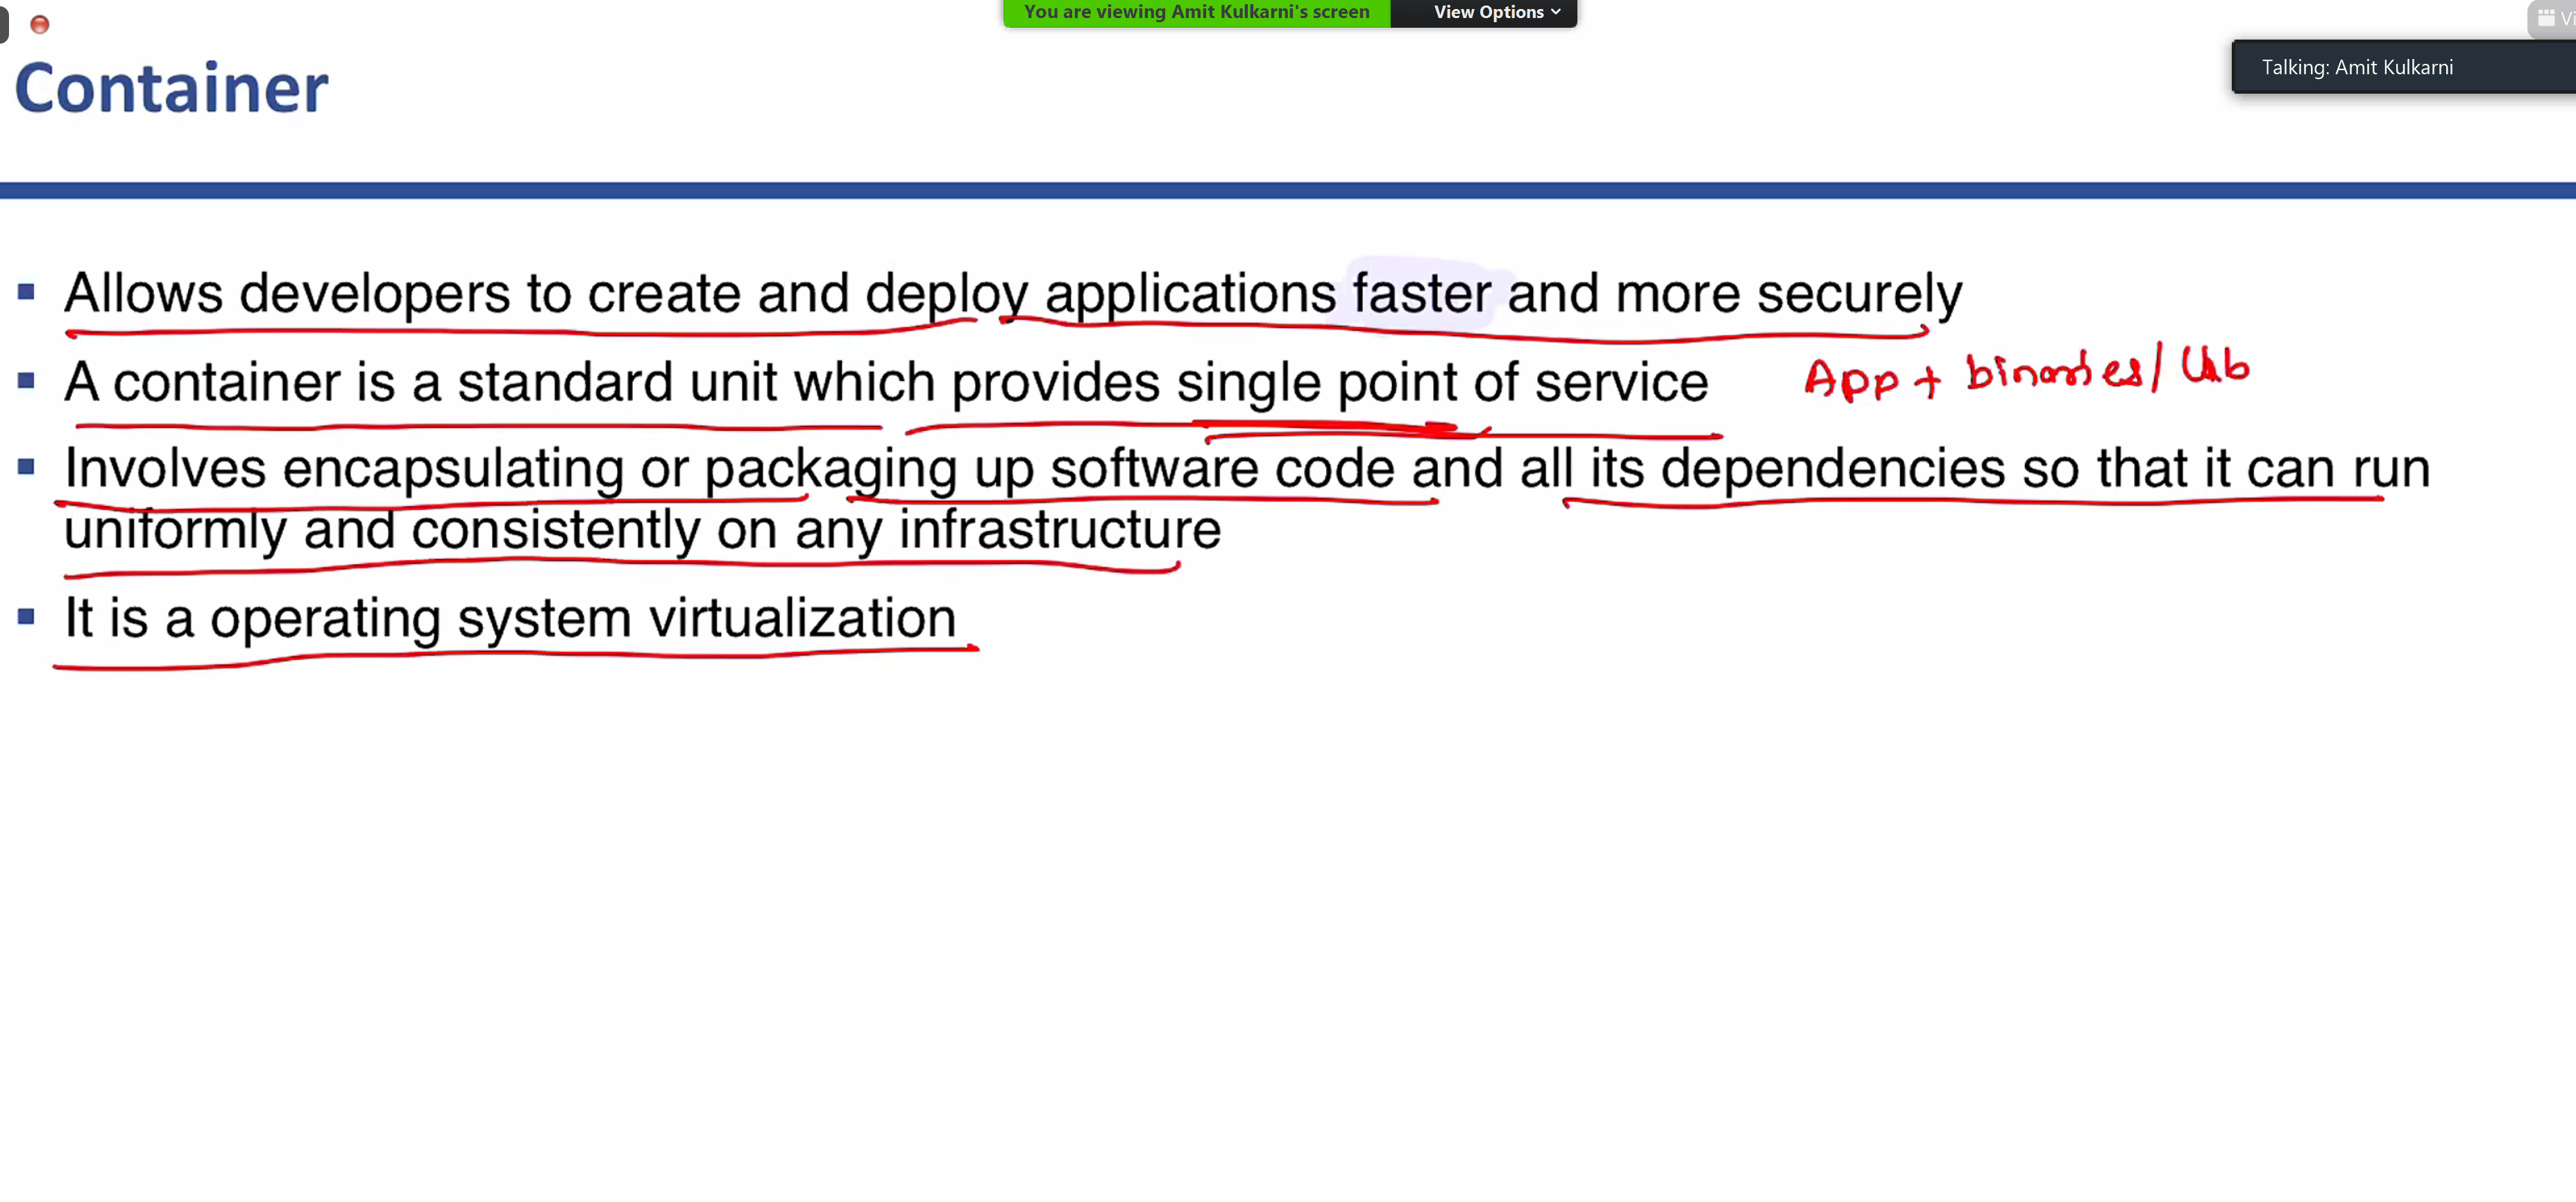 You are viewing Amit Kulkarni's screen View Options
Vi
Talking: Amit Kulkarni
Container
Allows developers to create and deploy applications faster and more securely
A container is a standard unit which provides single point of service App + binaries / Lib
Involves encapsulating or packaging up software code and all its dependencies so that it can run
uniformly and consistently on any infrastructure
It is a operating system virtualization